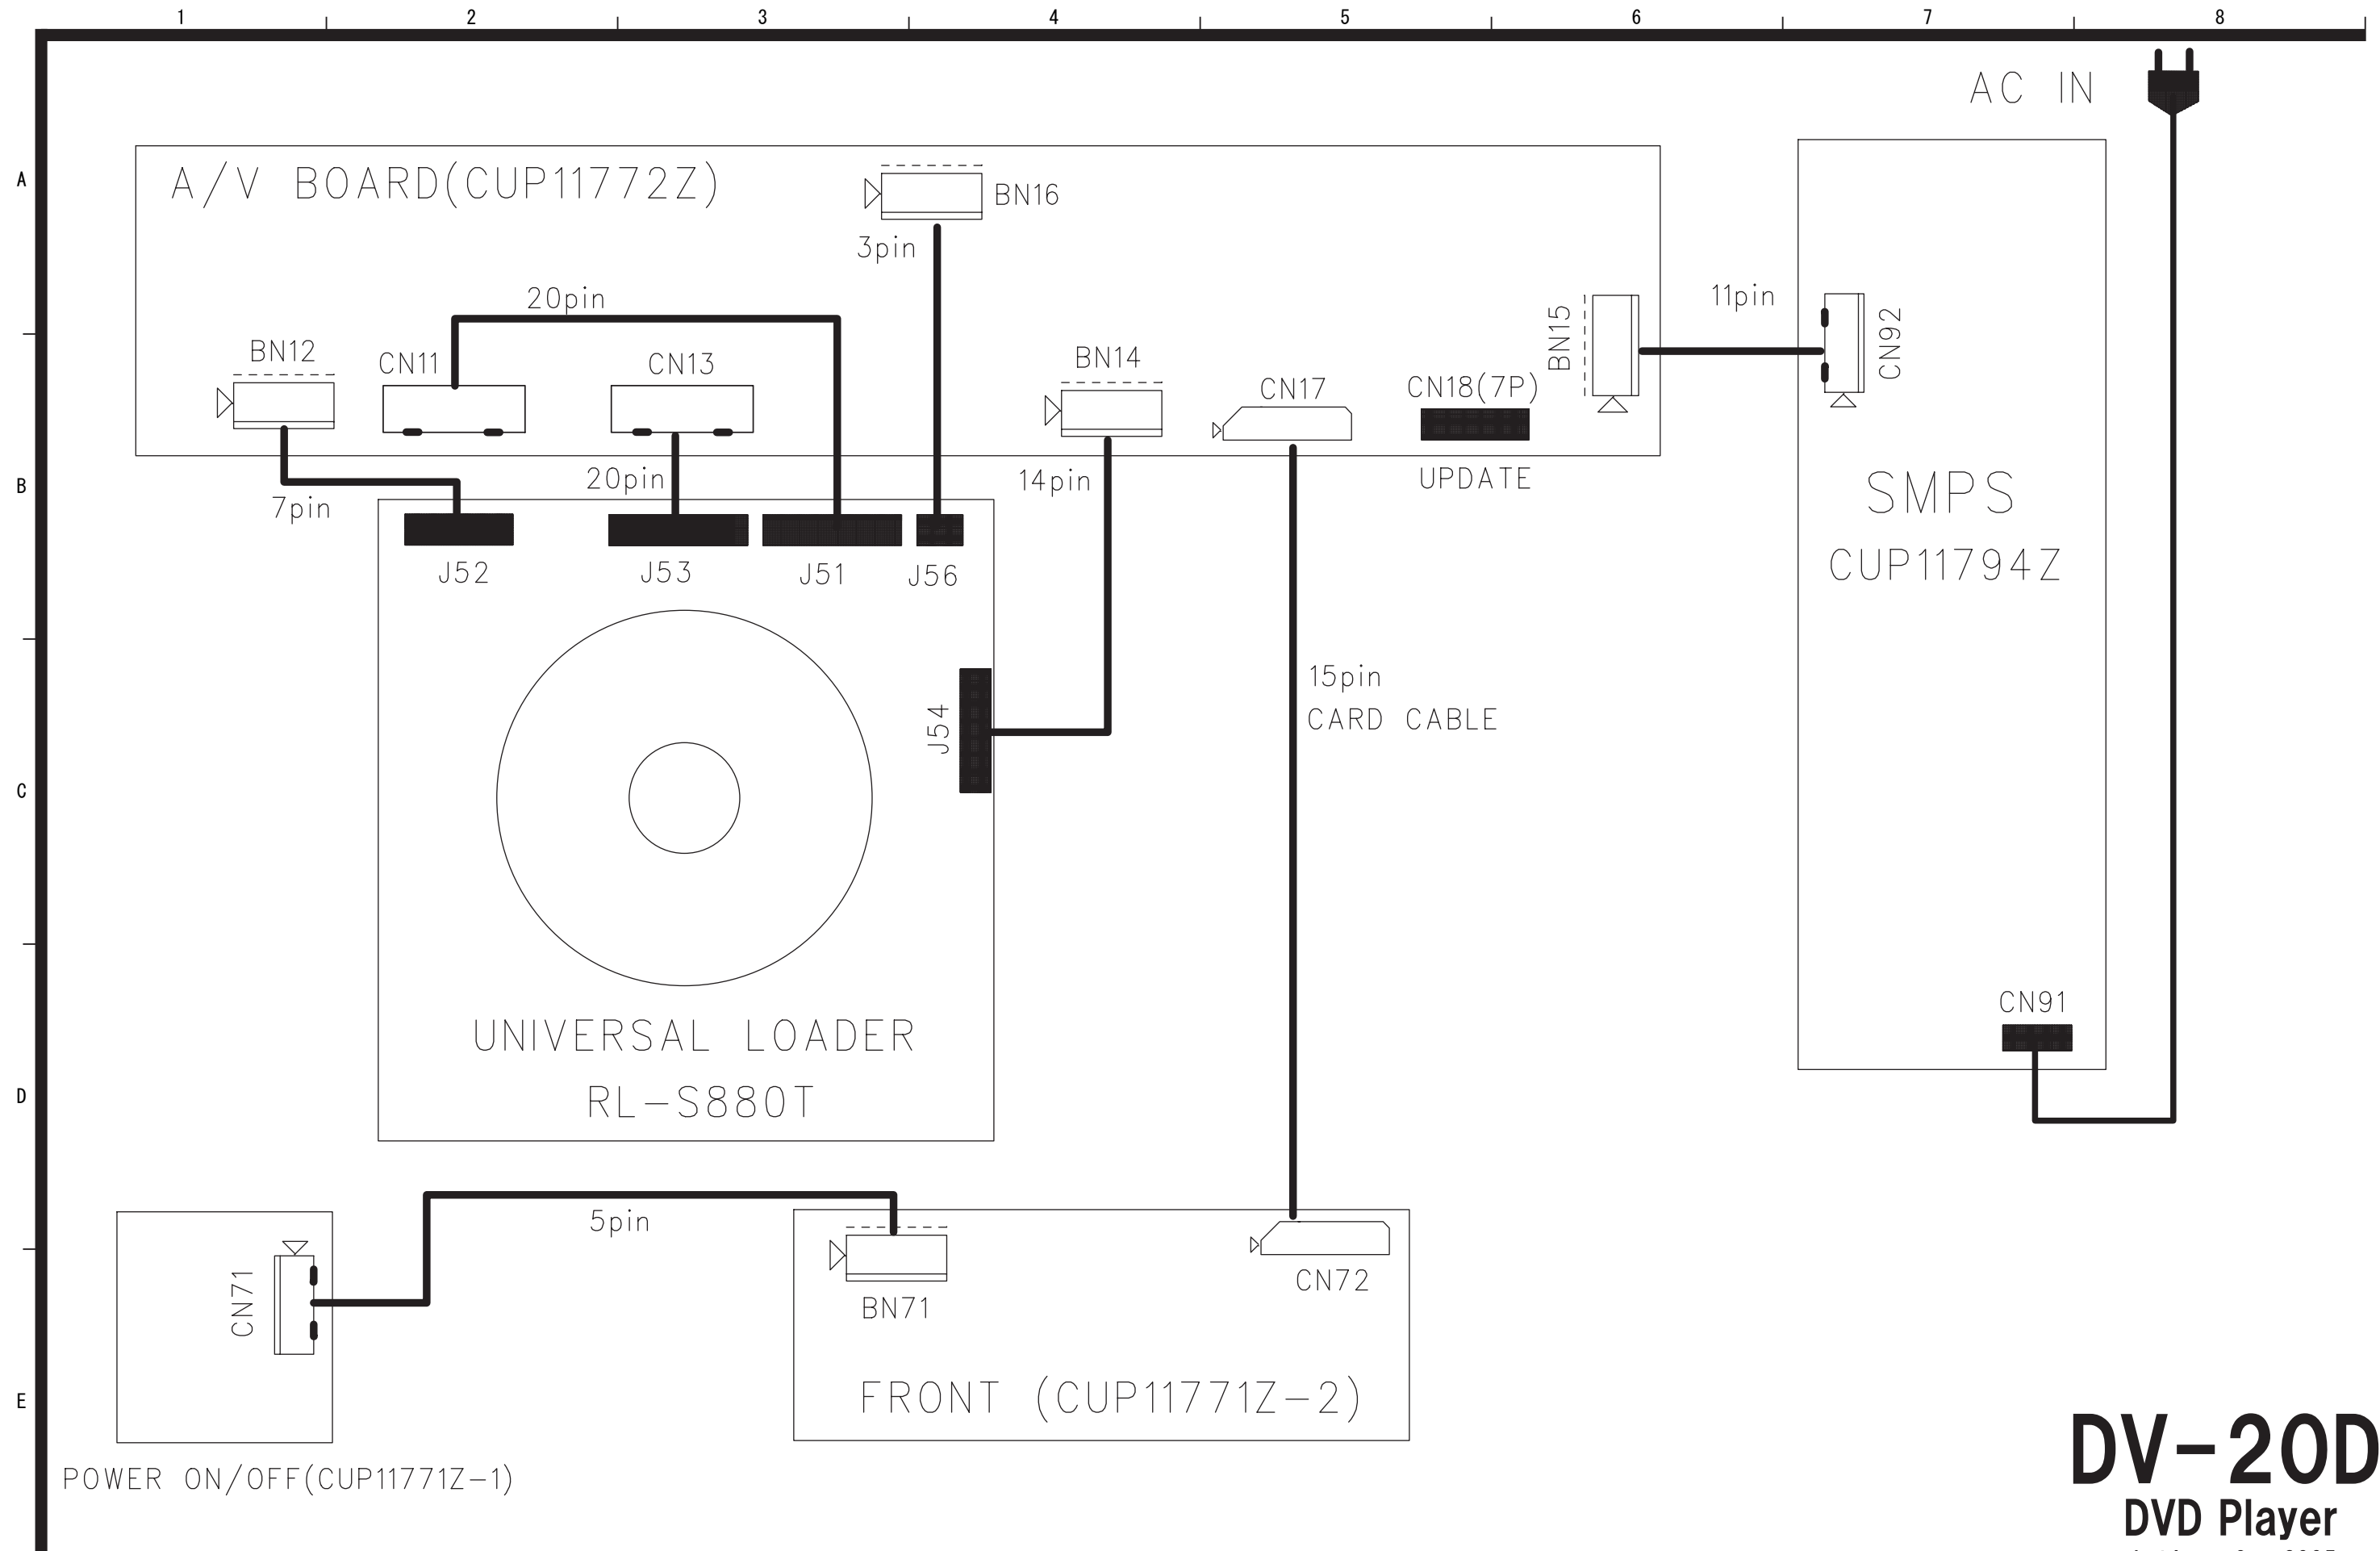 1 2 3 4 5 6 7 8
AC IN
A
A/V BOARD(CUP11772Z)
BN16
3pin
20pin
11pin
BN15
CN92
BN12
CN11
CN13
BN14
CN17
CN18(7P)
B
7pin
20pin
14pin
UPDATE
SMPS
CUP11794Z
J52
J53
J51
J56
15pin
CARD CABLE
J54
C
CN91
UNIVERSAL LOADER
RL-S880T
D
5pin
CN71
BN71
CN72
E
FRONT (CUP11771Z-2)
POWER ON/OFF(CUP11771Z-1)
DV-20D
DVD Player